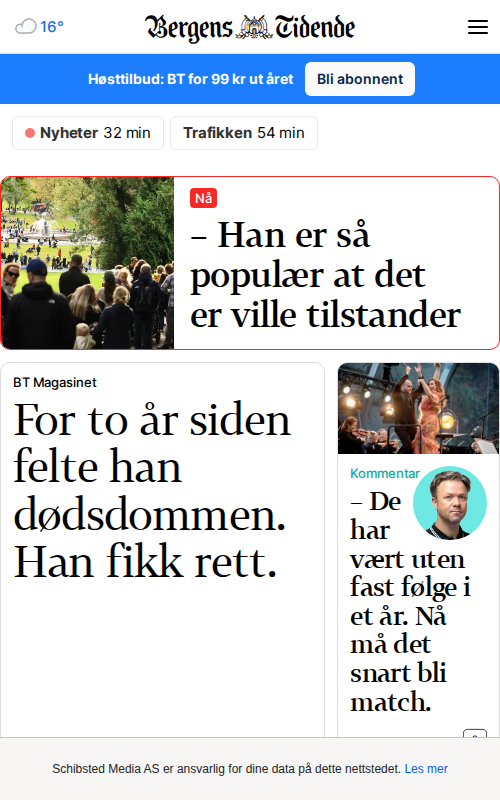 16°
Bergens Tidende
Høsttilbud: BT for 99 kr ut året
Bli abonnent
Nyheter 32 min
Trafikken 54 min
Nå
– Han er så
populær at det
er ville tilstander
BT Magasinet
For to år siden
felte han
dødsdommen.
Han fikk rett.
Kommentar
– De
har
vært uten
fast følge i
et år. Nå
må det
snart bli
match.
Schibsted Media AS er ansvarlig for dine data på dette nettstedet. Les mer